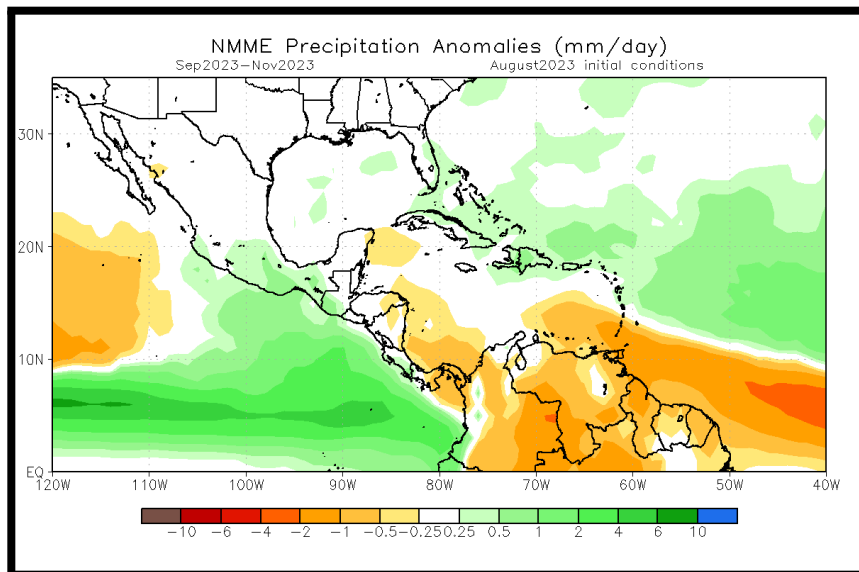 NMME Precipitation Anomalies (mm/day)
Sep2023-Nov2023 August2023 initial conditions
30N
20N
10N
EQ
120W 110W 100W 90W 80W 70W 60W 50W 40W
-10 -6 -4 -2 -1 -0.5 -0.25 0.25 0.5 1 2 4 6 10